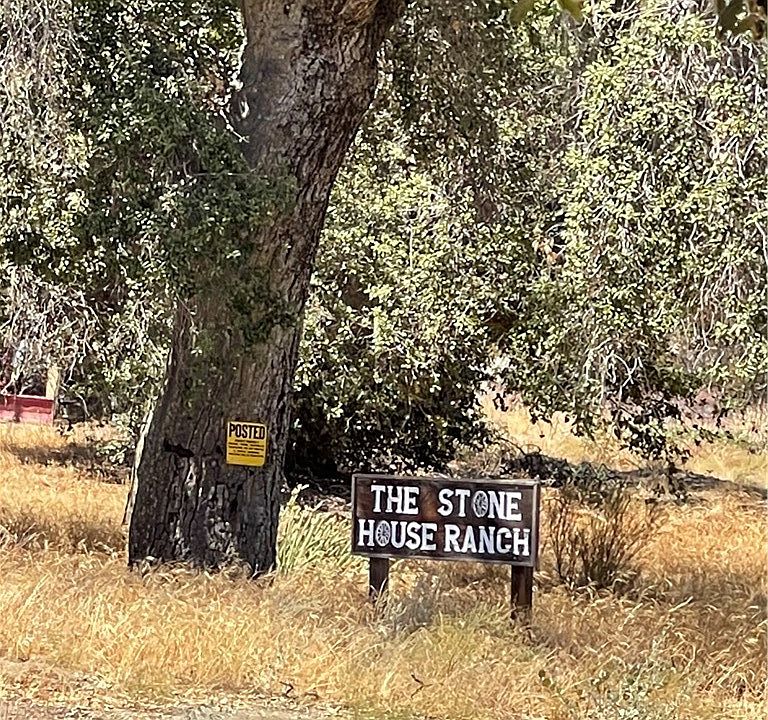 POSTED
THE STONE
HOUSE RANCH